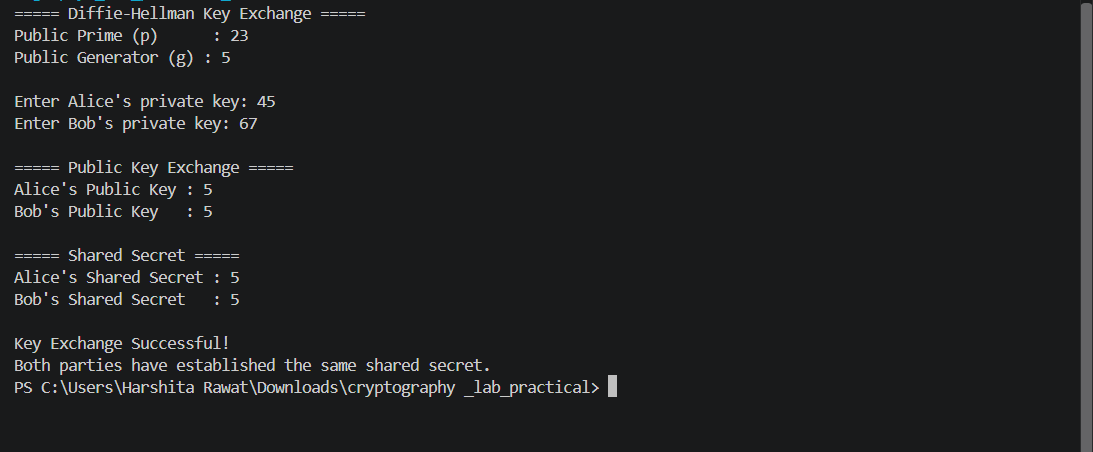 ===== Diffie-Hellman Key Exchange =====
Public Prime (p)      : 23
Public Generator (g) : 5
Enter Alice's private key: 45
Enter Bob's private key: 67
===== Public Key Exchange =====
Alice's Public Key : 5
Bob's Public Key   : 5
===== Shared Secret =====
Alice's Shared Secret : 5
Bob's Shared Secret   : 5
Key Exchange Successful!
Both parties have established the same shared secret.
PS C:\Users\Harshita Rawat\Downloads\cryptography _lab_practical>